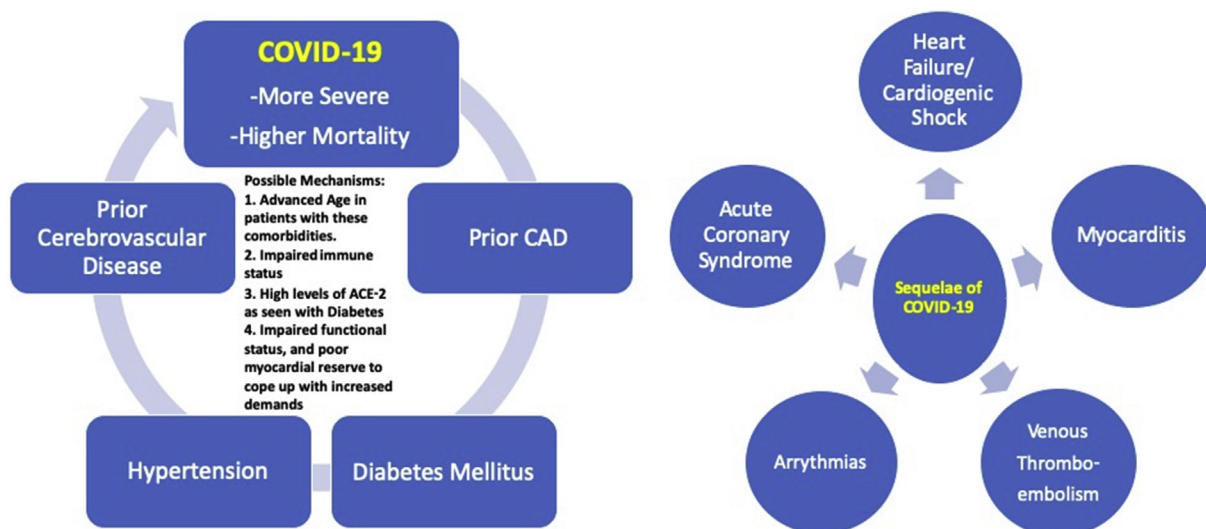 COVID-19
-More Severe
-Higher Mortality
Prior
Cerebrovascular
Disease
Possible Mechanisms:
1. Advanced Age in
patients with these
comorbidities.
2. Impaired immune
status
3. High levels of ACE-2
as seen with Diabetes
4. Impaired functional
status, and poor
myocardial reserve to
cope up with increased
demands
Prior CAD
Hypertension
Diabetes Mellitus
Heart
Failure/
Cardiogenic
Shock
Acute
Coronary
Syndrome
Sequelae of
COVID-19
Myocarditis
Arrythmias
Venous
Thrombo-
embolism